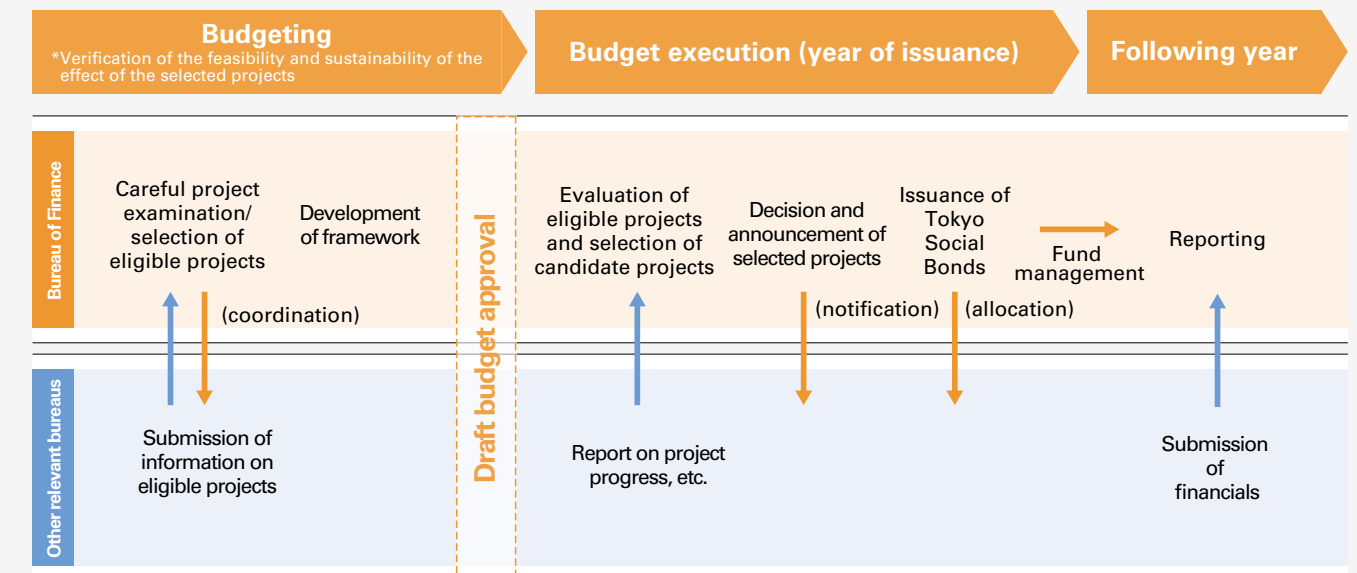 Budgeting
*Verification of the feasibility and sustainability of the
effect of the selected projects
Budget execution (year of issuance)
Following year
Bureau of Finance
Careful project
examination/
selection of
eligible projects
Development
of framework
(coordination)
Draft budget approval
Evaluation of
eligible projects
and selection of
candidate projects
Decision and
announcement of
selected projects
(notification)
Issuance of
Tokyo
Social
Bonds
(allocation)
Fund
management
Reporting
Other relevant bureaus
Submission of
information on
eligible projects
Report on project
progress, etc.
Submission
of
financials